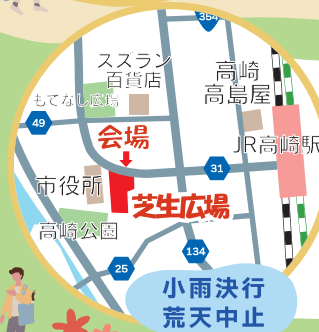 354
スズラン
百貨店
高崎
高島屋
もてなし広場
49
会場
JR高崎駅
31
市役所
芝生広場
高崎公園
134
25
小雨決行
荒天中止